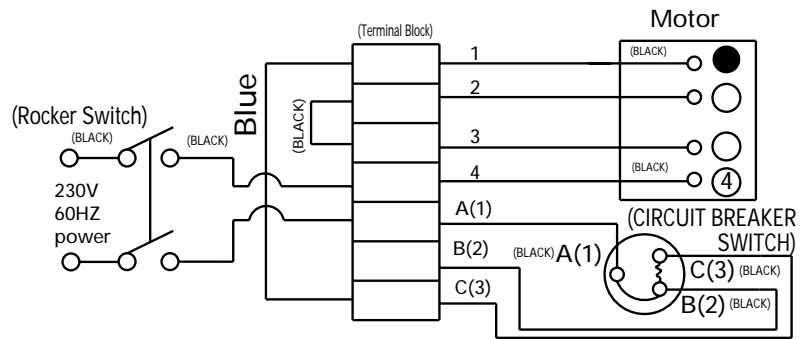 Motor
(Terminal Block)
1
(BLACK)
2
Blue
(BLACK)
(Rocker Switch)
(BLACK)
(BLACK)
3
4
(BLACK)
4
230V
60HZ
power
A(1)
(CIRCUIT BREAKER
SWITCH)
B(2)
(BLACK) A(1)
C(3) (BLACK)
C(3)
B(2) (BLACK)